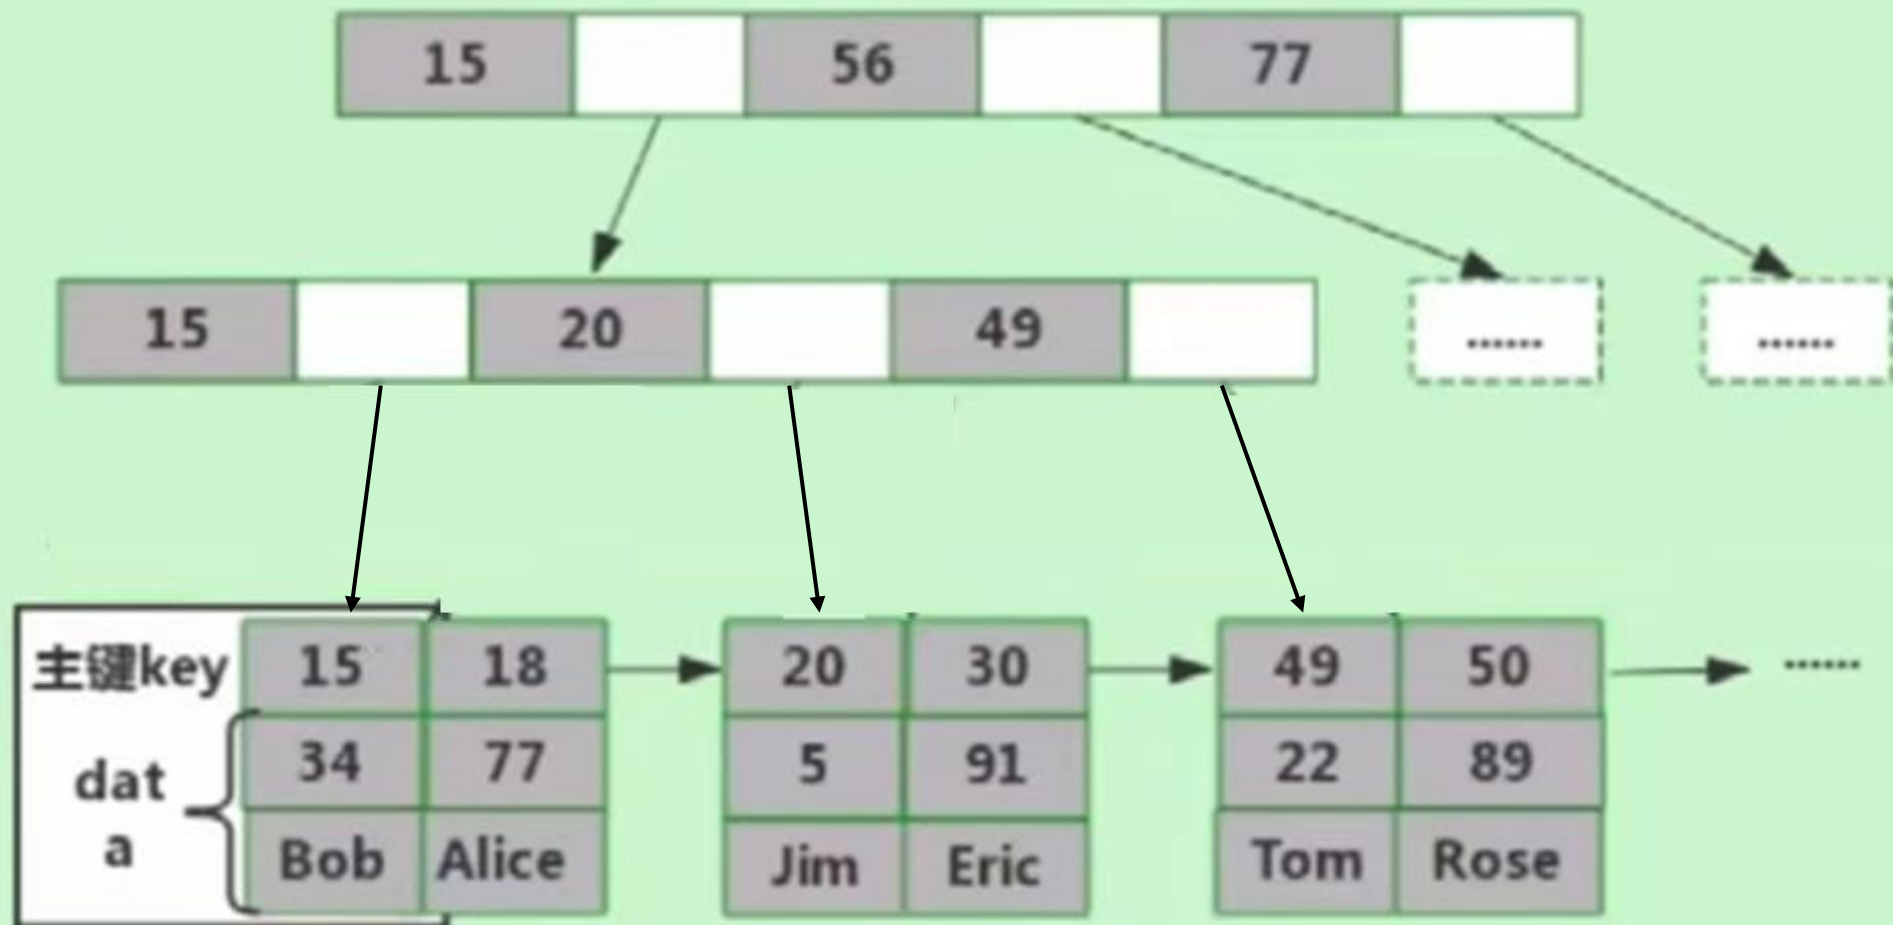 15 56 77
15 20 49 ...... ......
主键key 15 18 20 30 49 50 ......
34 77 5 91 22 89
dat
a
Bob Alice Jim Eric Tom Rose